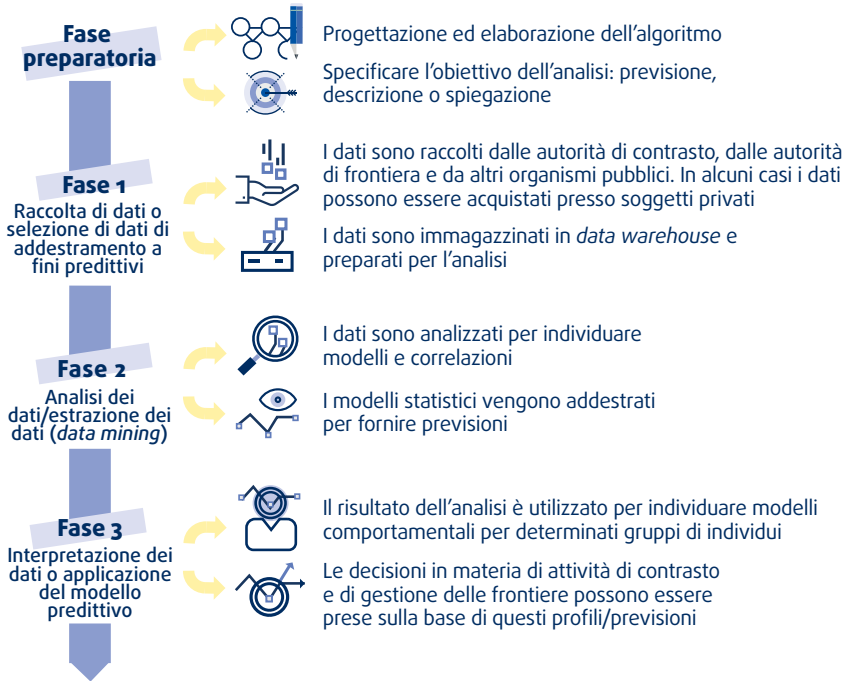 Fase
preparatoria
Progettazione ed elaborazione dell'algoritmo
Specificare l'obiettivo dell'analisi: previsione,
descrizione o spiegazione
Fase 1
Raccolta di dati o
selezione di dati di
addestramento a
fini predittivi
I dati sono raccolti dalle autorità di contrasto, dalle autorità
di frontiera e da altri organismi pubblici. In alcuni casi i dati
possono essere acquistati presso soggetti privati
I dati sono immagazzinati in data warehouse e
preparati per l'analisi
Fase 2
Analisi dei
dati/estrazione dei
dati (data mining)
I dati sono analizzati per individuare
modelli e correlazioni
I modelli statistici vengono addestrati
per fornire previsioni
Fase 3
Interpretazione dei
dati o applicazione
del modello
predittivo
Il risultato dell'analisi è utilizzato per individuare modelli
comportamentali per determinati gruppi di individui
Le decisioni in materia di attività di contrasto
e di gestione delle frontiere possono essere
prese sulla base di questi profili/previsioni